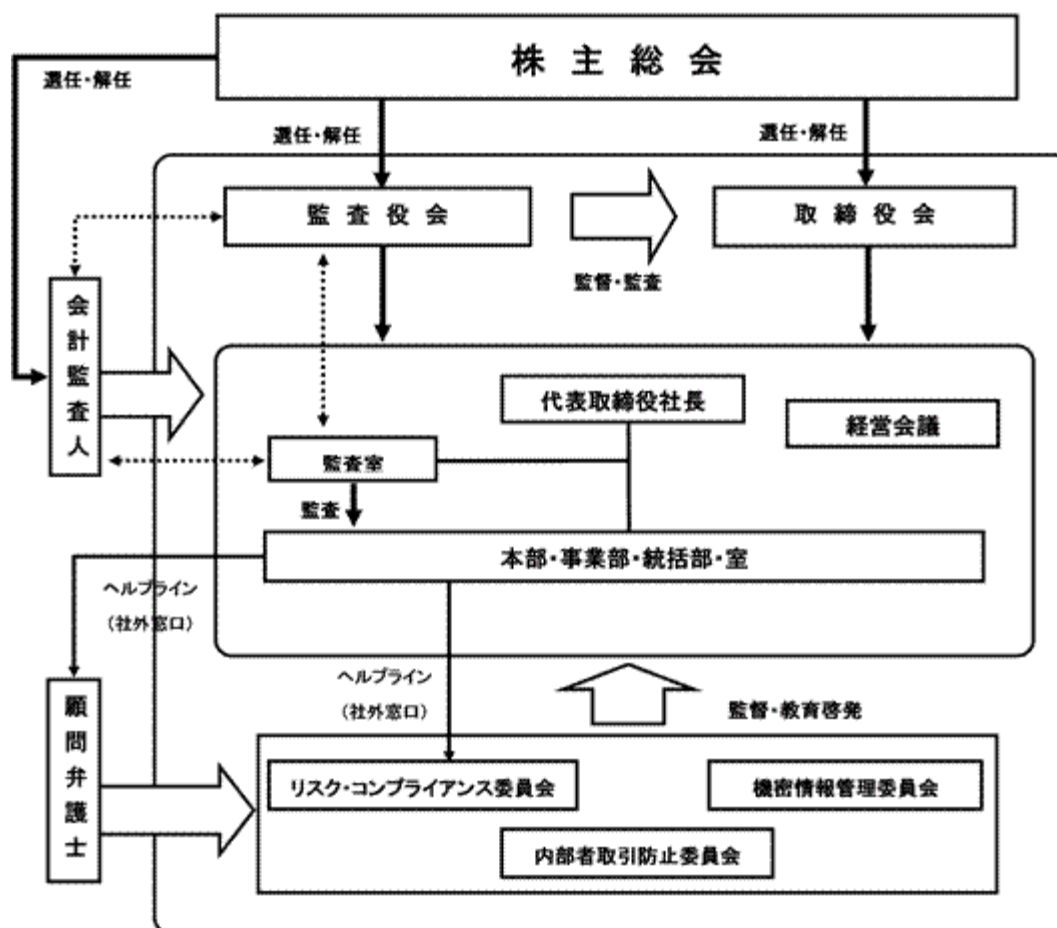 株主総会
選任・解任
選任・解任
選任・解任
監査役会
取締役会
監督・監査
会計監査人
代表取締役社長
経営会議
監査室
監査
本部・事業部・統括部・室
ヘルプライン
（社外窓口）
ヘルプライン
（社外窓口）
監督・教育啓発
顧問弁護士
リスク・コンプライアンス委員会
機密情報管理委員会
内部者取引防止委員会